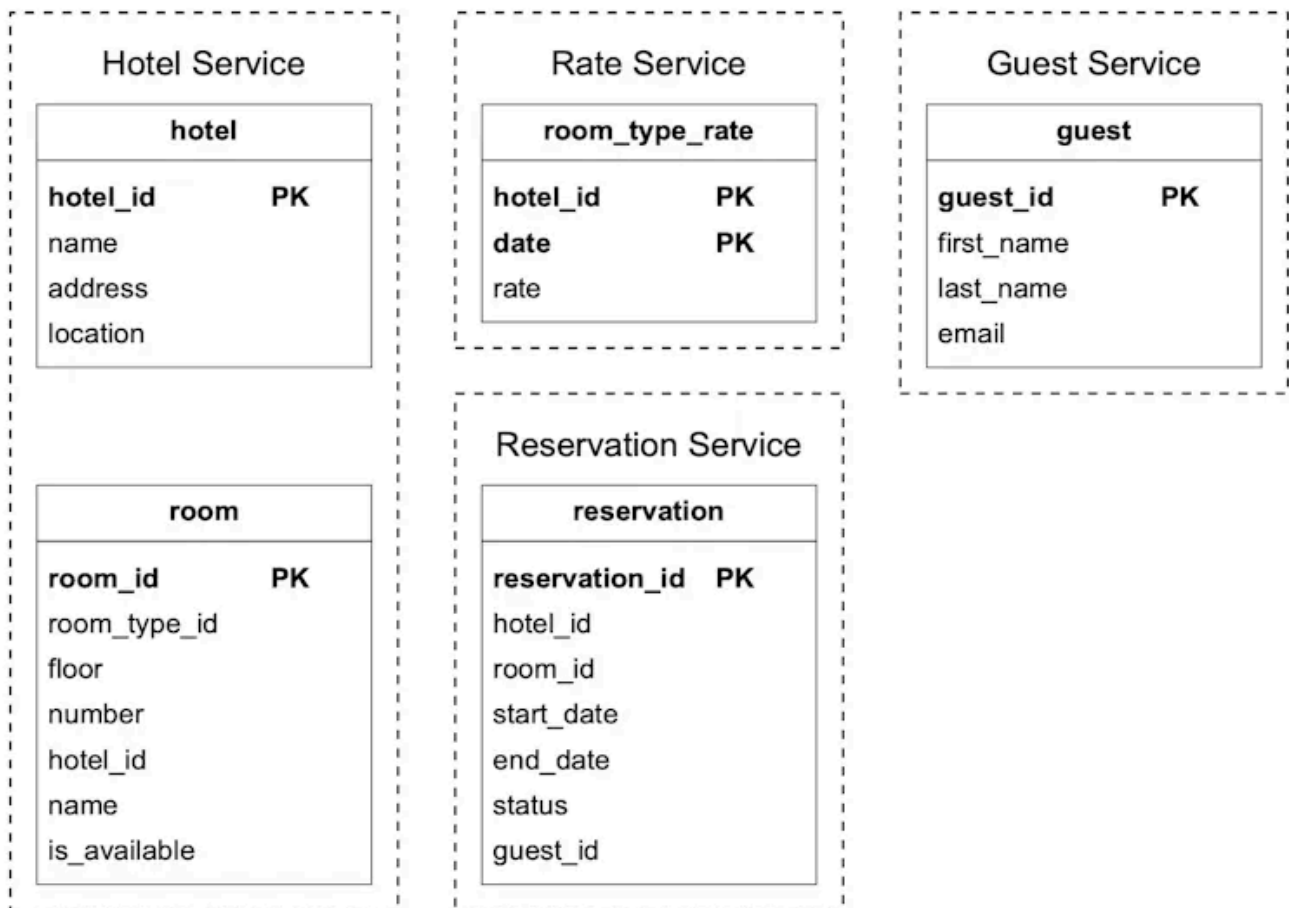 Hotel Service
hotel
hotel_id PK
name
address
location
room
room_id PK
room_type_id
floor
number
hotel_id
name
is_available
Rate Service
room_type_rate
hotel_id PK
date PK
rate
Reservation Service
reservation
reservation_id PK
hotel_id
room_id
start_date
end_date
status
guest_id
Guest Service
guest
guest_id PK
first_name
last_name
email